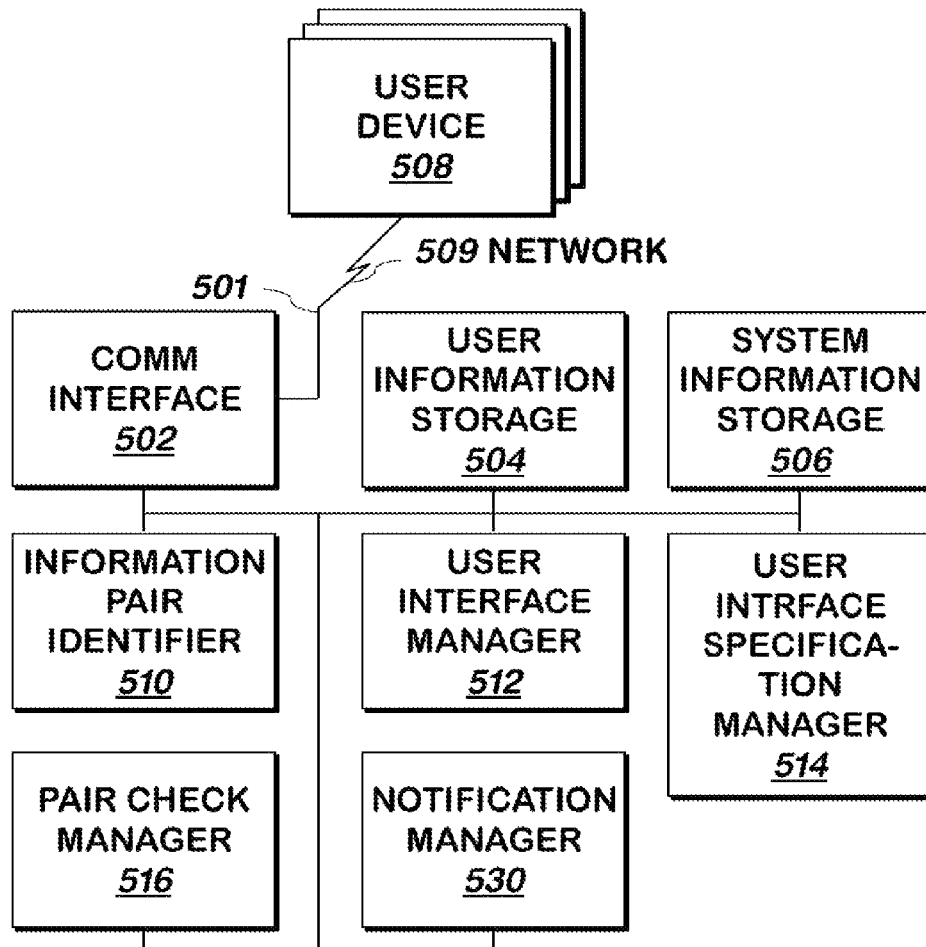 USER
DEVICE
508
509 NETWORK
501
COMM
INTERFACE
502
USER
INFORMATION
STORAGE
504
SYSTEM
INFORMATION
STORAGE
506
INFORMATION
PAIR
IDENTIFIER
510
USER
INTERFACE
MANAGER
512
USER
INTRFACE
SPECIFICA-
TION
MANAGER
514
PAIR CHECK
MANAGER
516
NOTIFICATION
MANAGER
530